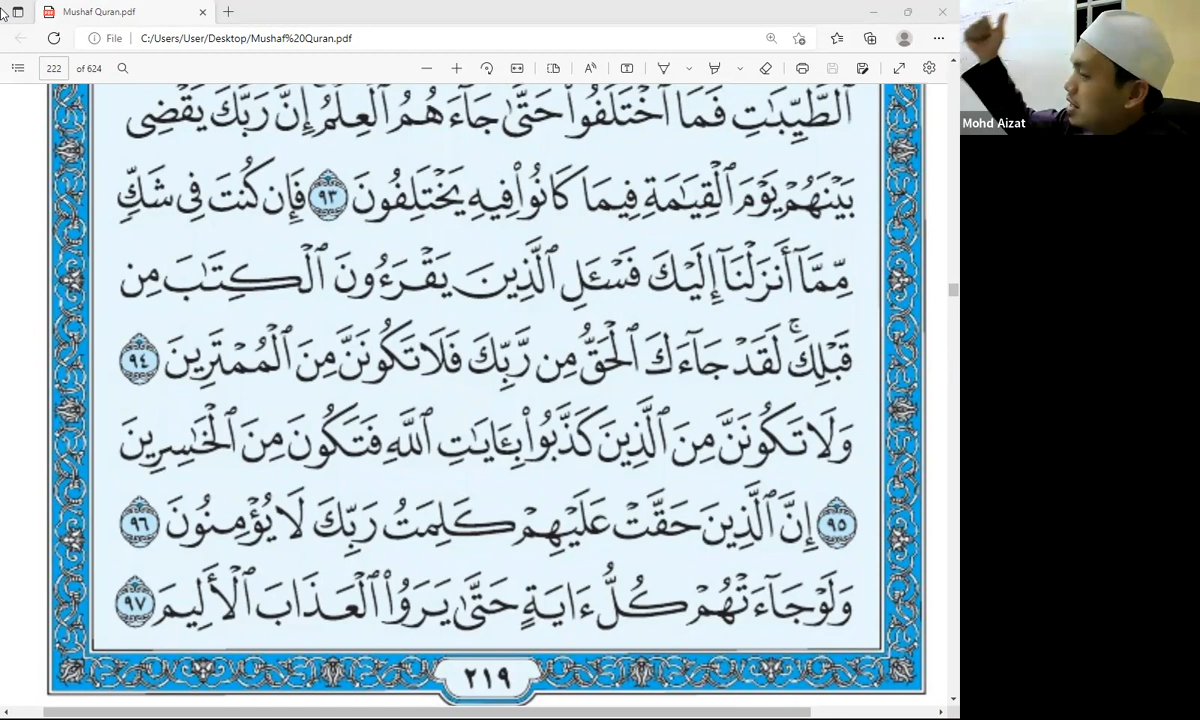 Mushaf Quran.pdf
File
C:/Users/User/Desktop/Mushaf%20Quran.pdf
222 of 624
Mohd Aizat
ٱلطَّيِّبَٰتِ فَمَا ٱخْتَلَفُوا۟ حَتَّىٰ جَآءَهُمُ ٱلْعِلْمُ إِنَّ رَبَّكَ يَقْضِى
بَيْنَهُمْ يَوْمَ ٱلْقِيَٰمَةِ فِيمَا كَانُوا۟ فِيهِ يَخْتَلِفُونَ ٩٣ فَإِن كُنتَ فِى شَكٍّ
مِّمَّآ أَنزَلْنَآ إِلَيْكَ فَسْـَٔلِ ٱلَّذِينَ يَقْرَءُونَ ٱلْكِتَٰبَ مِن
قَبْلِكَ ۚ لَقَدْ جَآءَكَ ٱلْحَقُّ مِن رَّبِّكَ فَلَا تَكُونَنَّ مِنَ ٱلْمُمْتَرِينَ ٩٤
وَلَا تَكُونَنَّ مِنَ ٱلَّذِينَ كَذَّبُوا۟ بِـَٔايَٰتِ ٱللَّهِ فَتَكُونَ مِنَ ٱلْخَٰسِرِينَ
٩٥ إِنَّ ٱلَّذِينَ حَقَّتْ عَلَيْهِمْ كَلِمَتُ رَبِّكَ لَا يُؤْمِنُونَ ٩٦
وَلَوْ جَآءَتْهُمْ كُلُّ ءَايَةٍ حَتَّىٰ يَرَوُا۟ ٱلْعَذَابَ ٱلْأَلِيمَ ٩٧
٢١٩